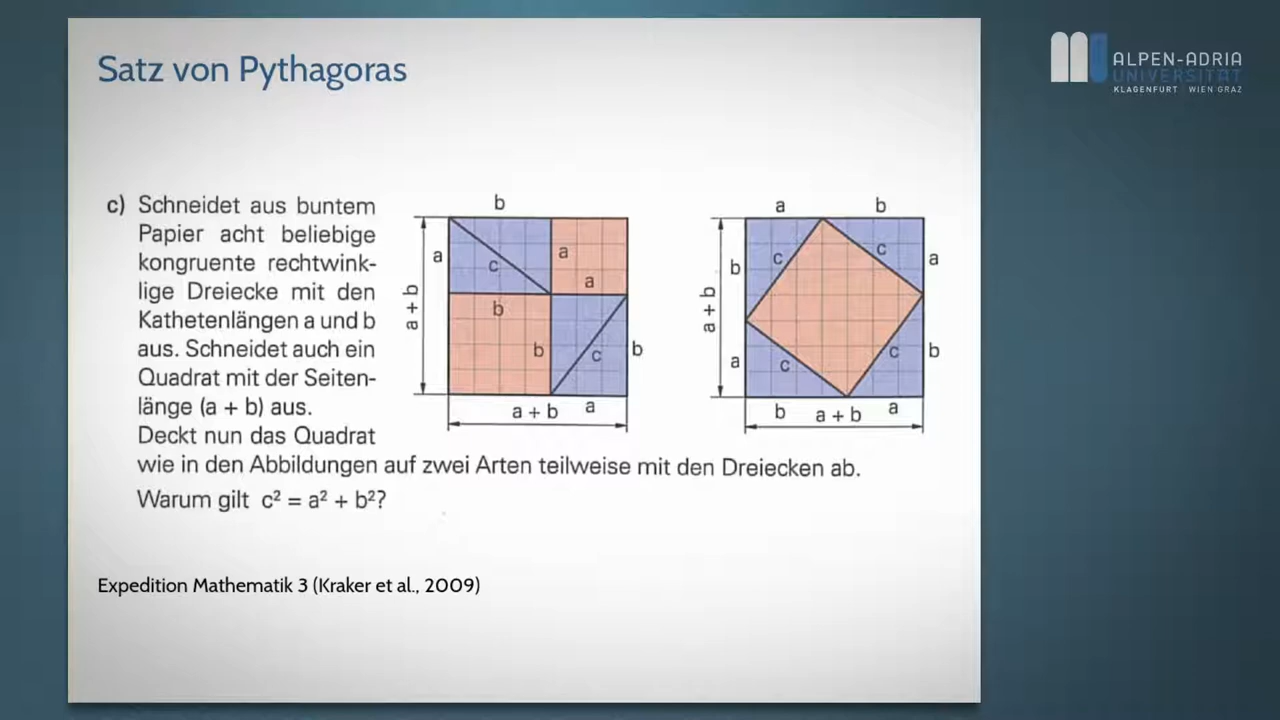 Satz von Pythagoras
ALPEN-ADRIA
UNIVERSITÄT
KLAGENFURT | WIEN GRAZ
c) Schneidet aus buntem
Papier acht beliebige
kongruente rechtwink-
lige Dreiecke mit den
Kathetenlängen a und b
aus. Schneidet auch ein
Quadrat mit der Seiten-
länge (a + b) aus.
Deckt nun das Quadrat
wie in den Abbildungen auf zwei Arten teilweise mit den Dreiecken ab.
Warum gilt c² = a² + b²?
b
a
c
a
a
a + b
b
b
c
b
a + b
a
a
b
b
c
c
a
a + b
a
c
c
b
b
a + b
a
Expedition Mathematik 3 (Kraker et al., 2009)